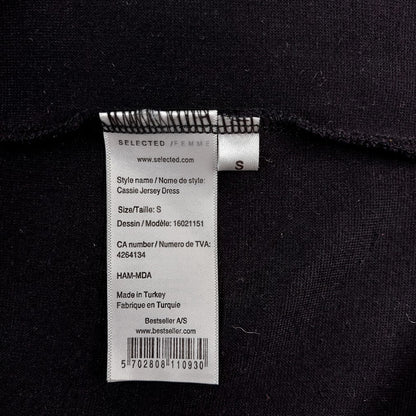 SELECTED /FEMME
www.selected.com
S
Style name / Nome de style:
Cassie Jersey Dress
Size/Taille: S
Dessin / Modèle: 16021151
CA number / Numero de TVA:
4264134
HAM-MDA
Made in Turkey
Fabrique en Turquie
Bestseller A/S
www.bestseller.com
5 702808 110930